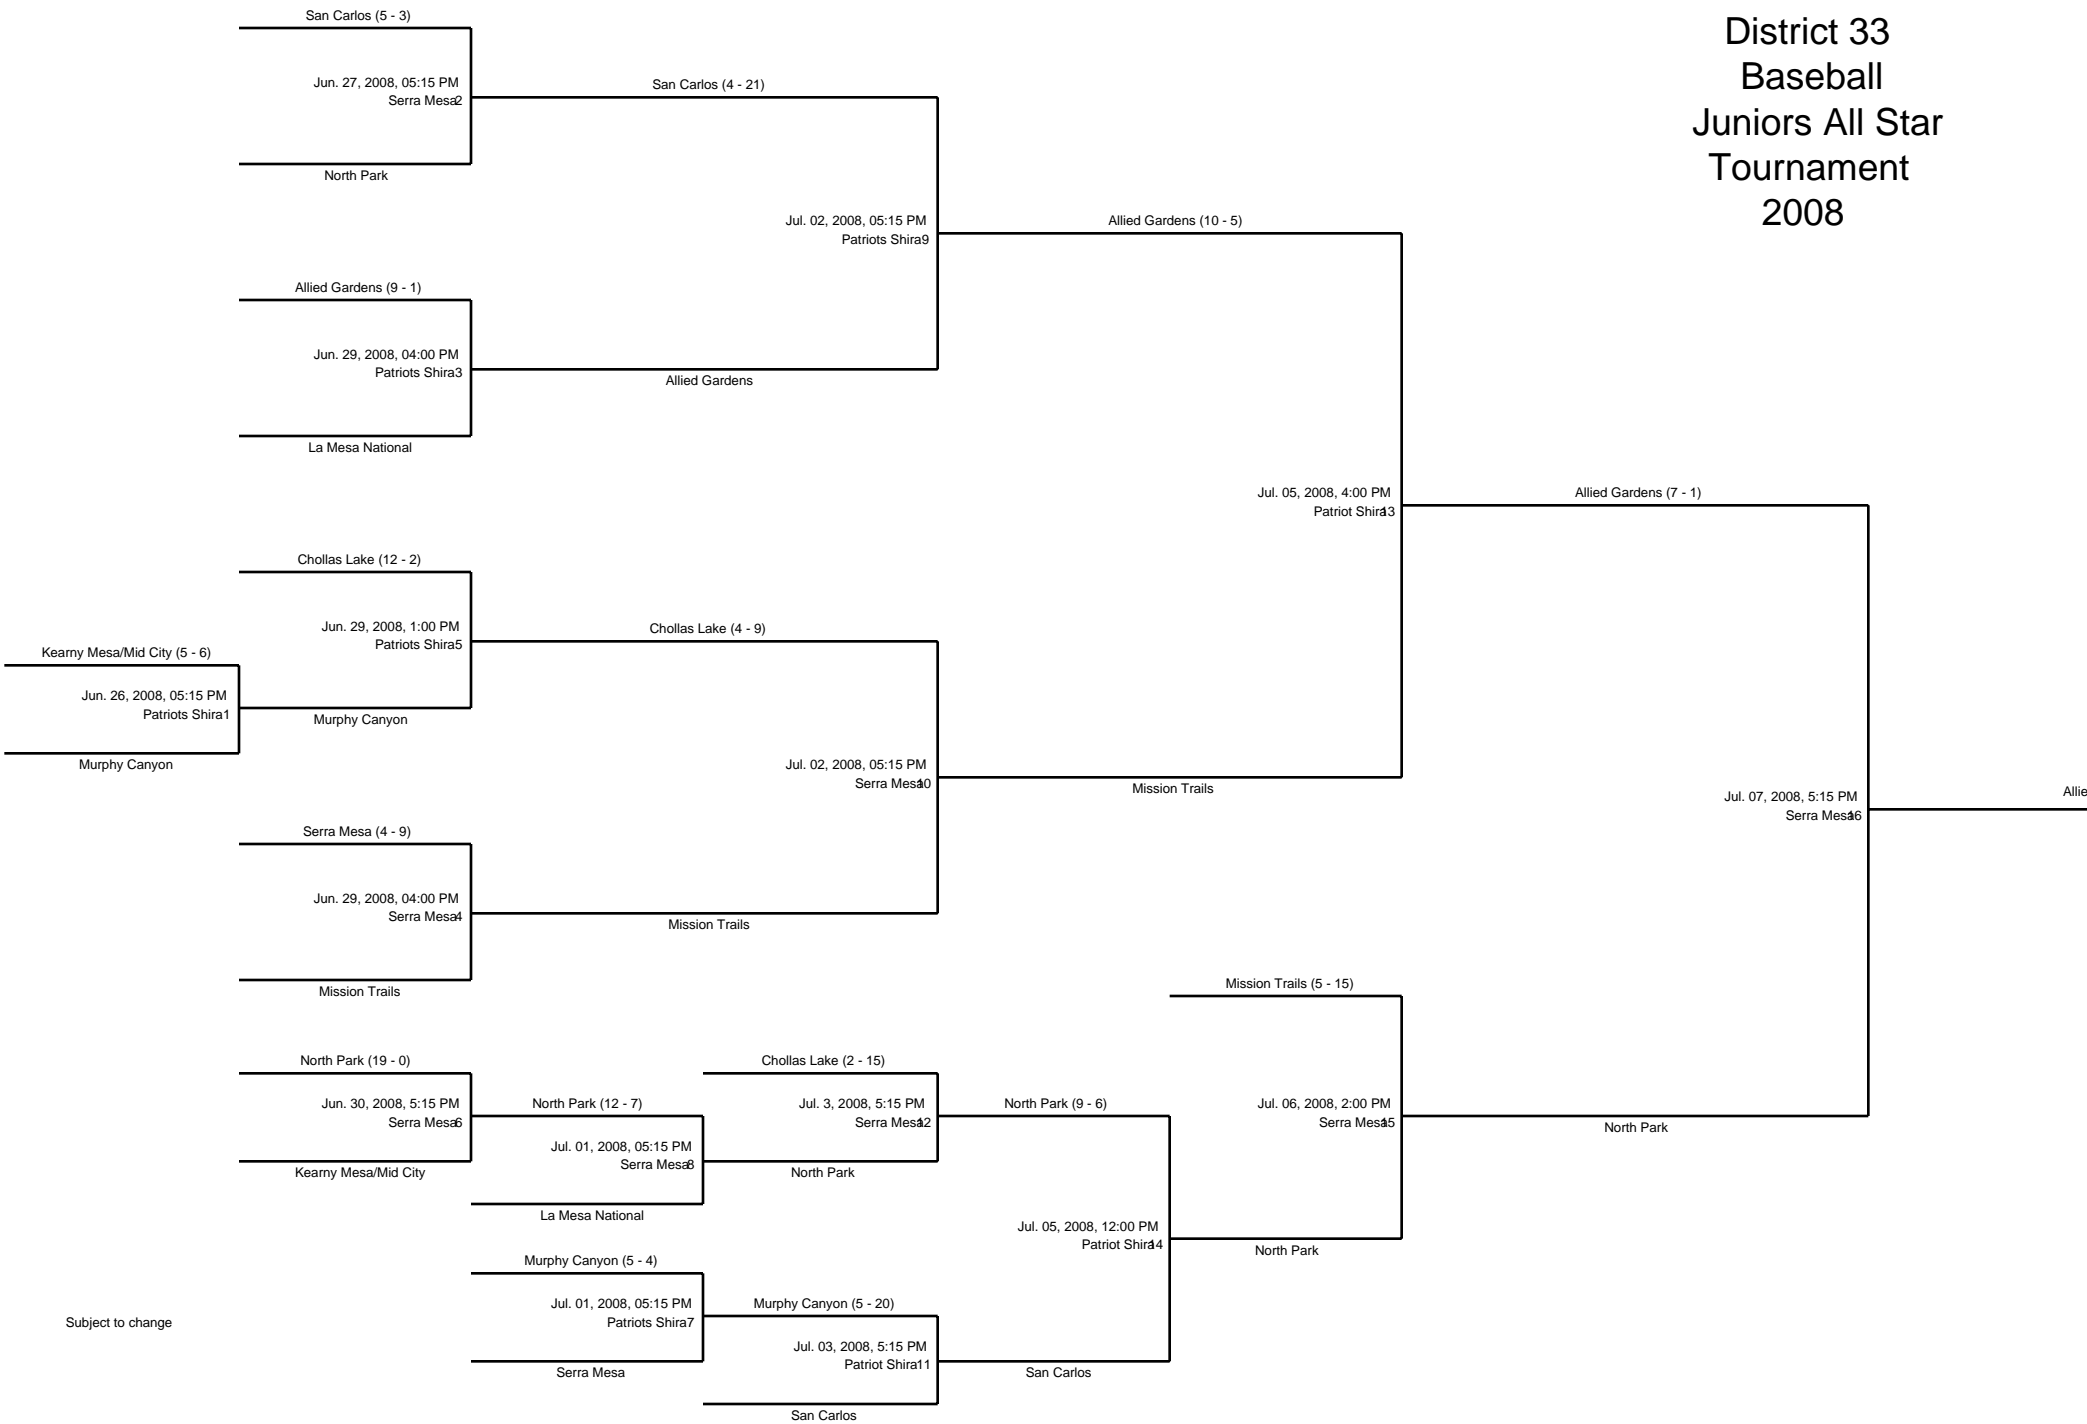 District 33
Baseball
Juniors All Star
Tournament
2008
San Carlos (5 - 3)
Jun. 27, 2008, 05:15 PM
Serra Mesa2
North Park
San Carlos (4 - 21)
Jul. 02, 2008, 05:15 PM
Patriots Shira9
Allied Gardens (10 - 5)
Allied Gardens (9 - 1)
Jun. 29, 2008, 04:00 PM
Patriots Shira3
La Mesa National
Allied Gardens
Jul. 05, 2008, 4:00 PM
Patriot Shira13
Allied Gardens (7 - 1)
Chollas Lake (12 - 2)
Jun. 29, 2008, 1:00 PM
Patriots Shira5
Chollas Lake (4 - 9)
Kearny Mesa/Mid City (5 - 6)
Jun. 26, 2008, 05:15 PM
Patriots Shira1
Murphy Canyon
Murphy Canyon
Jul. 02, 2008, 05:15 PM
Serra Mesa10
Mission Trails
Jul. 07, 2008, 5:15 PM
Serra Mesa16
Allie
Serra Mesa (4 - 9)
Jun. 29, 2008, 04:00 PM
Serra Mesa4
Mission Trails
Mission Trails
Mission Trails (5 - 15)
North Park (19 - 0)
Jun. 30, 2008, 5:15 PM
Serra Mesa6
Kearny Mesa/Mid City
North Park (12 - 7)
Jul. 01, 2008, 05:15 PM
Serra Mesa8
La Mesa National
Chollas Lake (2 - 15)
Jul. 3, 2008, 5:15 PM
Serra Mesa12
North Park
North Park (9 - 6)
Jul. 06, 2008, 2:00 PM
Serra Mesa15
North Park
Jul. 05, 2008, 12:00 PM
Patriot Shira14
North Park
Murphy Canyon (5 - 4)
Jul. 01, 2008, 05:15 PM
Patriots Shira7
Serra Mesa
Murphy Canyon (5 - 20)
Jul. 03, 2008, 5:15 PM
Patriot Shira11
San Carlos
San Carlos
Subject to change